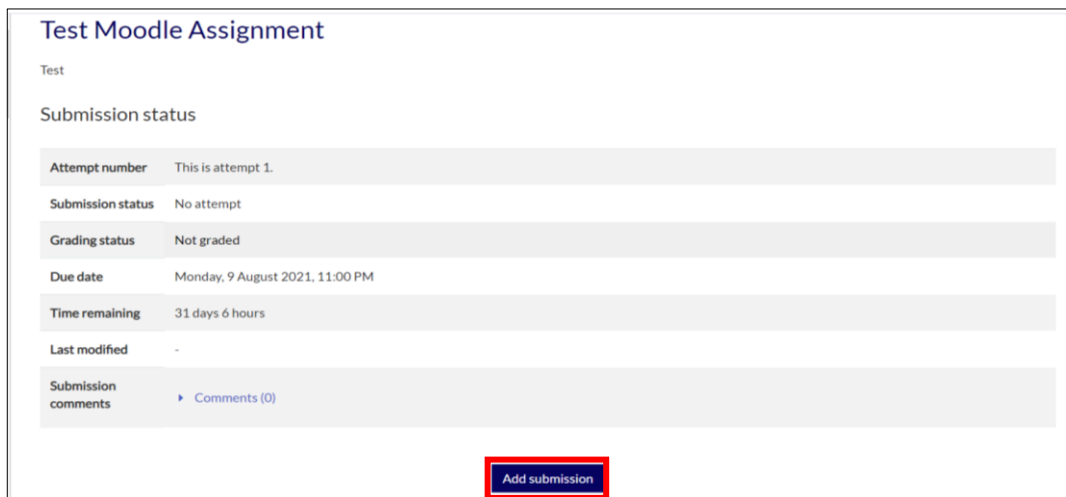 Test Moodle Assignment
Test
Submission status
Attempt number This is attempt 1.
Submission status No attempt
Grading status Not graded
Due date Monday, 9 August 2021, 11:00 PM
Time remaining 31 days 6 hours
Last modified -
Submission
comments Comments (0)
Add submission